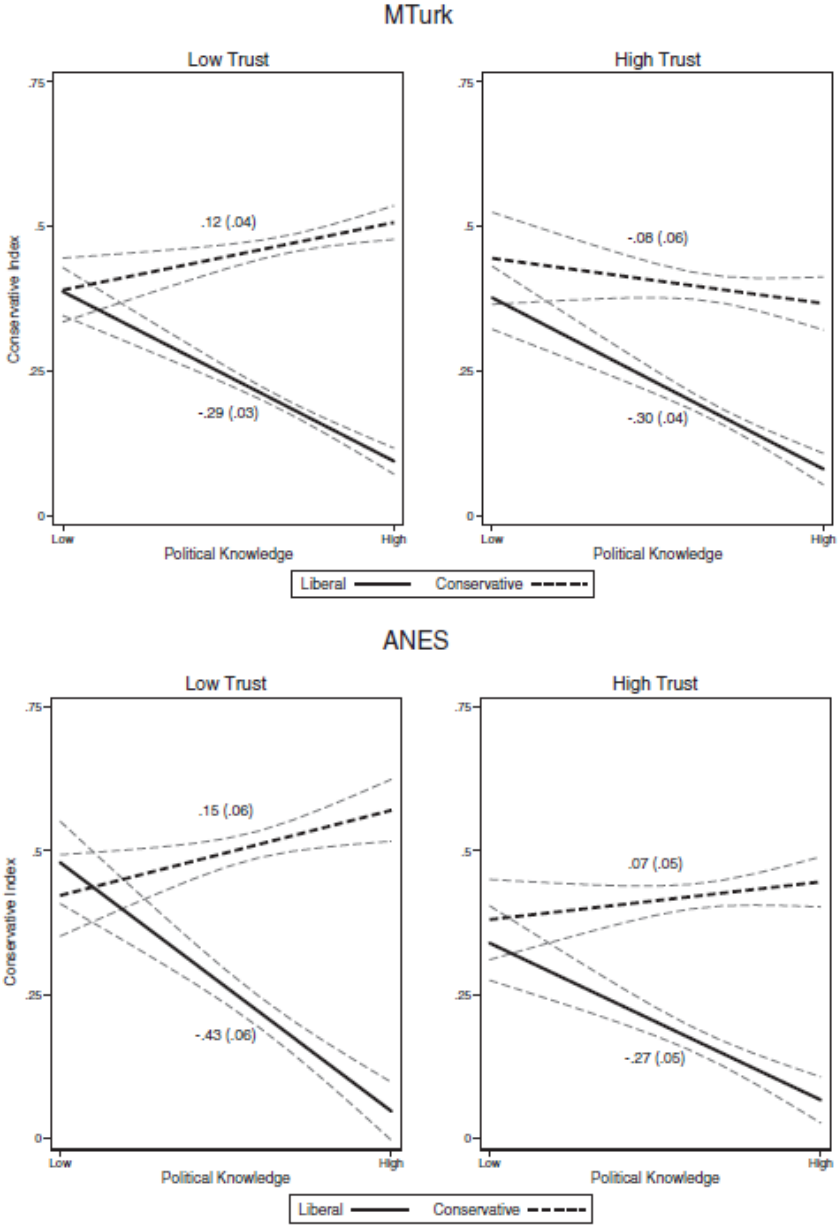 MTurk
Low Trust
High Trust
.75
.5
.25
0
Conservative Index
.12 (.04)
-.29 (.03)
Low
High
Political Knowledge
.75
.5
.25
0
-.08 (.06)
-.30 (.04)
Low
High
Political Knowledge
Liberal Conservative
ANES
Low Trust
High Trust
.75
.5
.25
0
Conservative Index
.15 (.06)
-.43 (.06)
Low
High
Political Knowledge
.75
.5
.25
0
.07 (.05)
-.27 (.05)
Low
High
Political Knowledge
Liberal Conservative